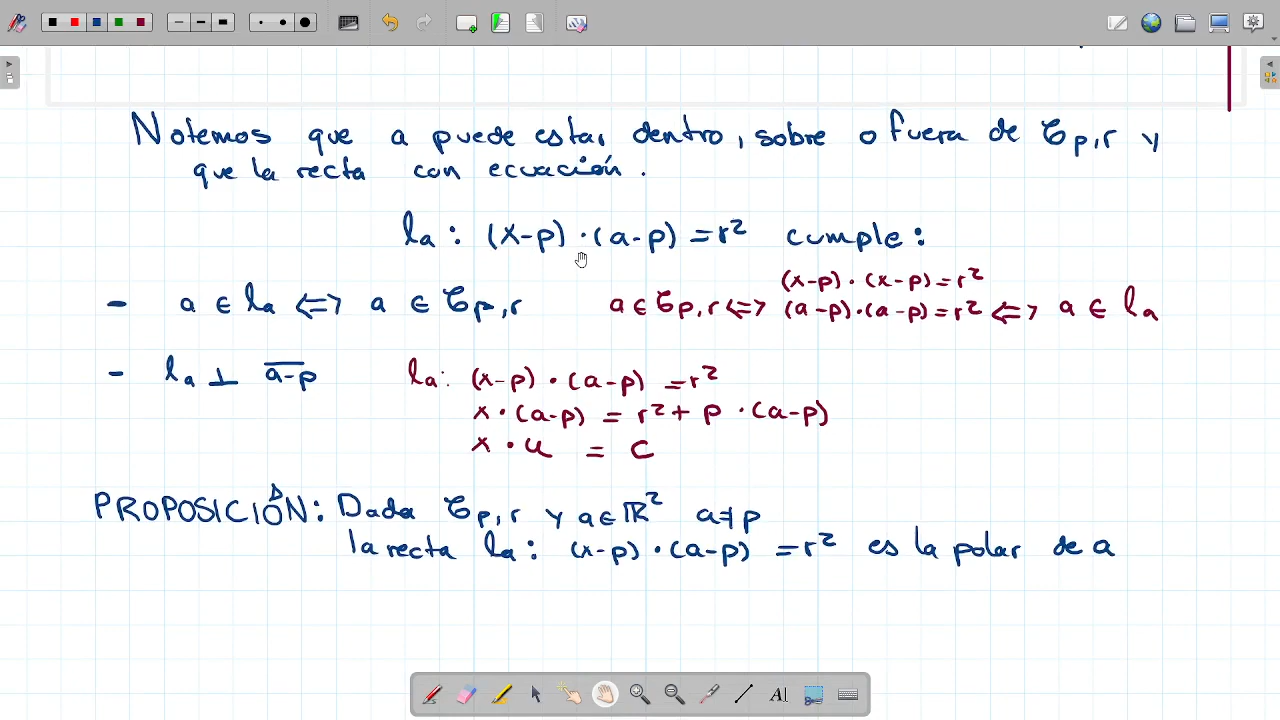 Notemos que a puede estar dentro, sobre o fuera de 𝒞p,r y
que la recta con ecuación.
la: (x-p)·(a-p) = r² cumple:
(x-p)·(x-p) = r²
- a ∈ la ⟺ a ∈ 𝒞p,r a ∈ 𝒞p,r ⟺ (a-p)·(a-p) = r² ⟺ a ∈ la
- la ⊥ a-p la: (x-p)·(a-p) = r²
x·(a-p) = r² + p·(a-p)
x·u = c
PROPOSICIÓN: Dada 𝒞p,r y a ∈ ℝ² a≠p
la recta la: (x-p)·(a-p) = r² es la polar de a
AI